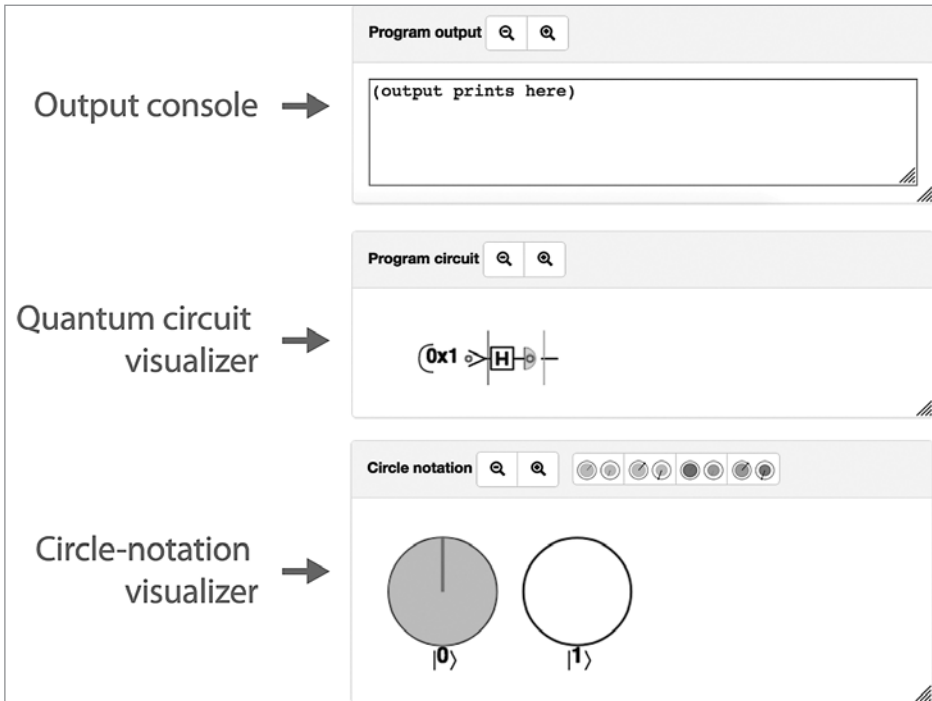 Program output
Output console
(output prints here)
Program circuit
Quantum circuit
visualizer
0x1 H
Circle notation
Circle-notation
visualizer
|0⟩ |1⟩